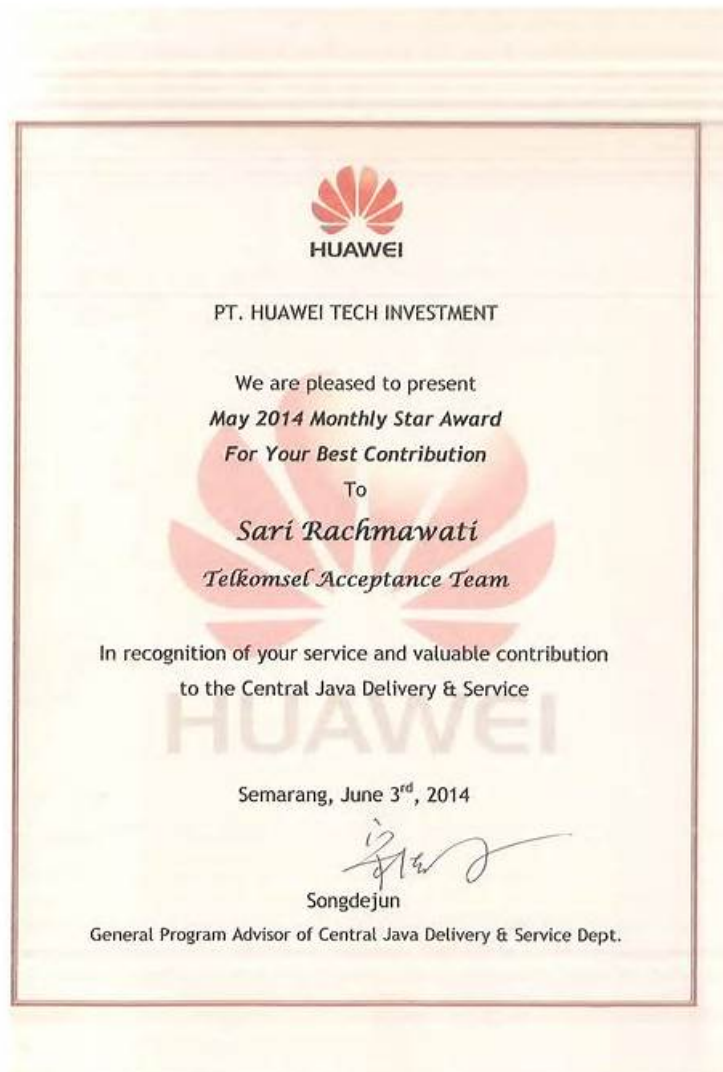 HUAWEI
PT. HUAWEI TECH INVESTMENT
We are pleased to present
May 2014 Monthly Star Award
For Your Best Contribution
To
Sari Rachmawati
Telkomsel Acceptance Team
In recognition of your service and valuable contribution
to the Central Java Delivery & Service
HUAWEI
Semarang, June 3rd, 2014
Songdejun
General Program Advisor of Central Java Delivery & Service Dept.